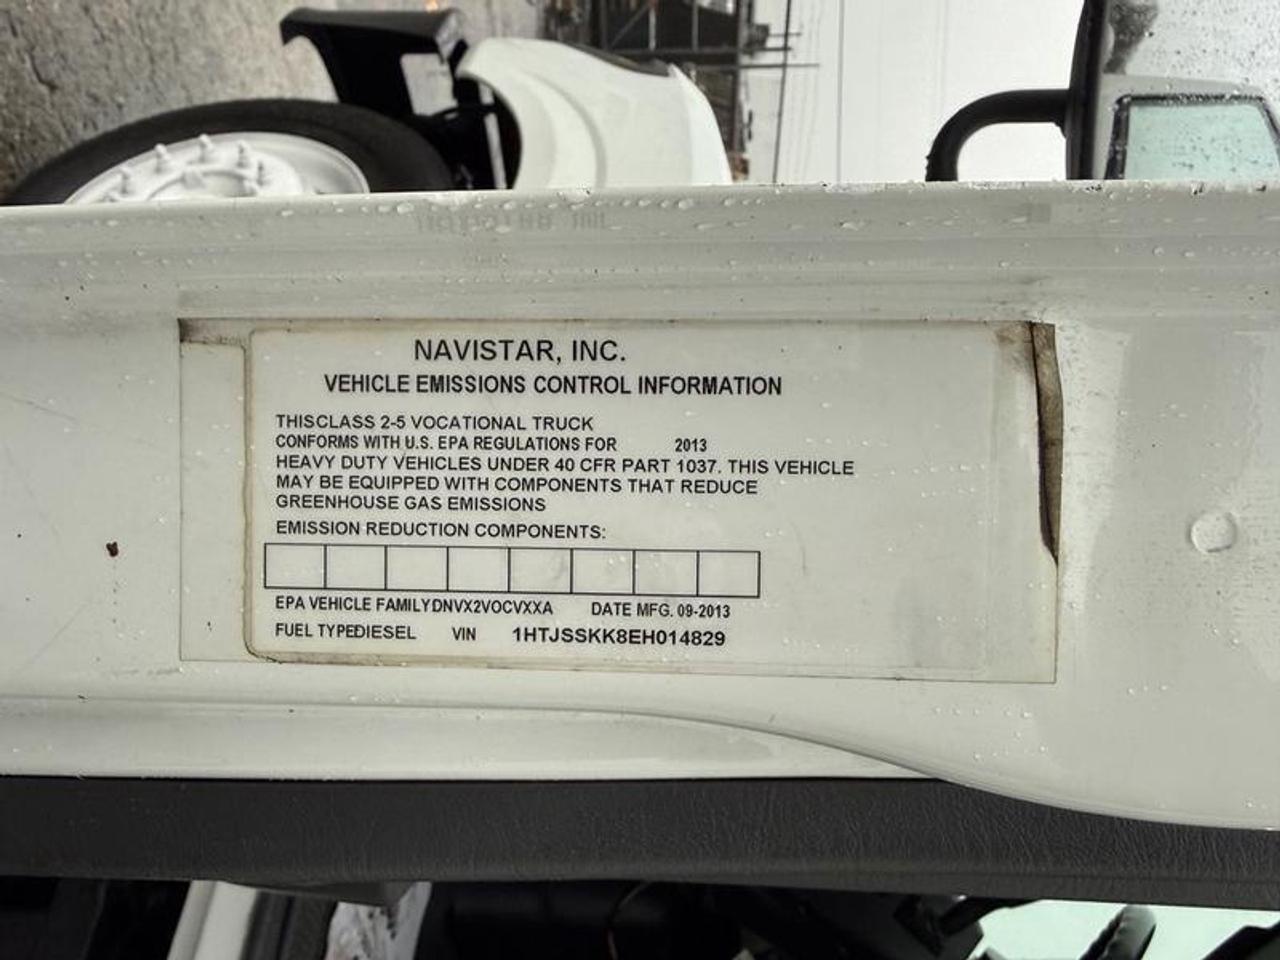 NAVISTAR, INC.
VEHICLE EMISSIONS CONTROL INFORMATION
THISCLASS 2-5 VOCATIONAL TRUCK
CONFORMS WITH U.S. EPA REGULATIONS FOR 2013
HEAVY DUTY VEHICLES UNDER 40 CFR PART 1037. THIS VEHICLE
MAY BE EQUIPPED WITH COMPONENTS THAT REDUCE
GREENHOUSE GAS EMISSIONS
EMISSION REDUCTION COMPONENTS:
EPA VEHICLE FAMILYDNVX2VOCVXXA DATE MFG. 09-2013
FUEL TYPEDIESEL VIN 1HTJSSKK8EH014829